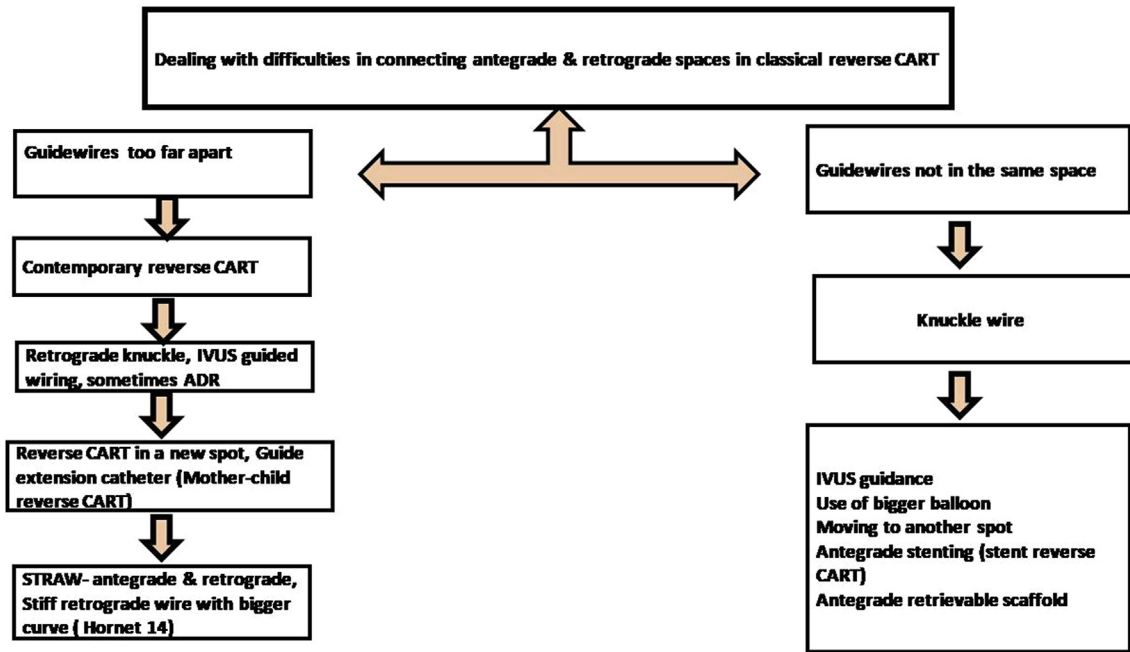 Dealing with difficulties in connecting antegrade & retrograde spaces in classical reverse CART
Guidewires too far apart
Contemporary reverse CART
Retrograde knuckle, IVUS guided
wiring, sometimes ADR
Reverse CART in a new spot, Guide
extension catheter (Mother-child
reverse CART)
STRAW- antegrade & retrograde,
Stiff retrograde wire with bigger
curve ( Hornet 14)
Guidewires not in the same space
Knuckle wire
IVUS guidance
Use of bigger balloon
Moving to another spot
Antegrade stenting (stent reverse
CART)
Antegrade retrievable scaffold